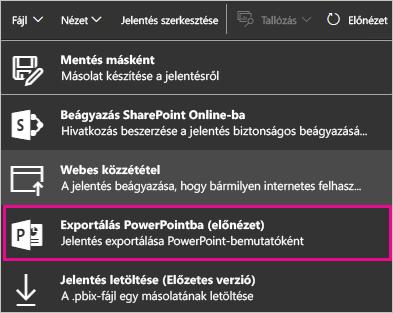 Fájl Nézet Jelentés szerkesztése Tallózás Előnézet
Mentés másként
Másolat készítése a jelentésről
Beágyazás SharePoint Online-ba
Hivatkozás beszerzése a jelentés biztonságos beágyazásá...
Webes közzététel
A jelentés beágyazása, hogy bármilyen internetes felhasz...
Exportálás PowerPointba (előnézet)
Jelentés exportálása PowerPoint-bemutatóként
Jelentés letöltése (Előzetes verzió)
A .pbix-fájl egy másolatának letöltése